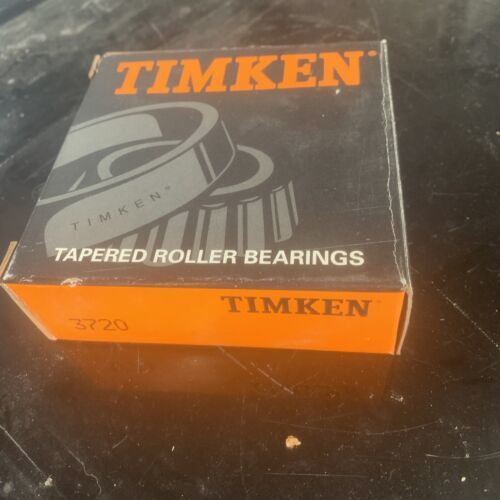 TIMKEN®
TIMKEN®
TAPERED ROLLER BEARINGS
TIMKEN
3720